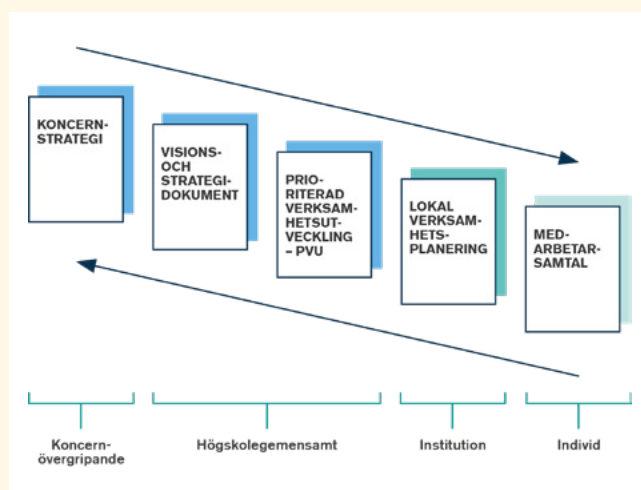 KONCERN-
STRATEGI
VISIONS-
OCH
STRATEGI-
DOKUMENT
PRIO-
RITERAD
VERKSAM-
HETSUT-
VECKLING
– PVU
LOKAL
VERKSAM-
HETS-
PLANERING
MED-
ARBETAR-
SAMTAL
Koncern-
övergripande
Högskolegemensamt
Institution
Individ